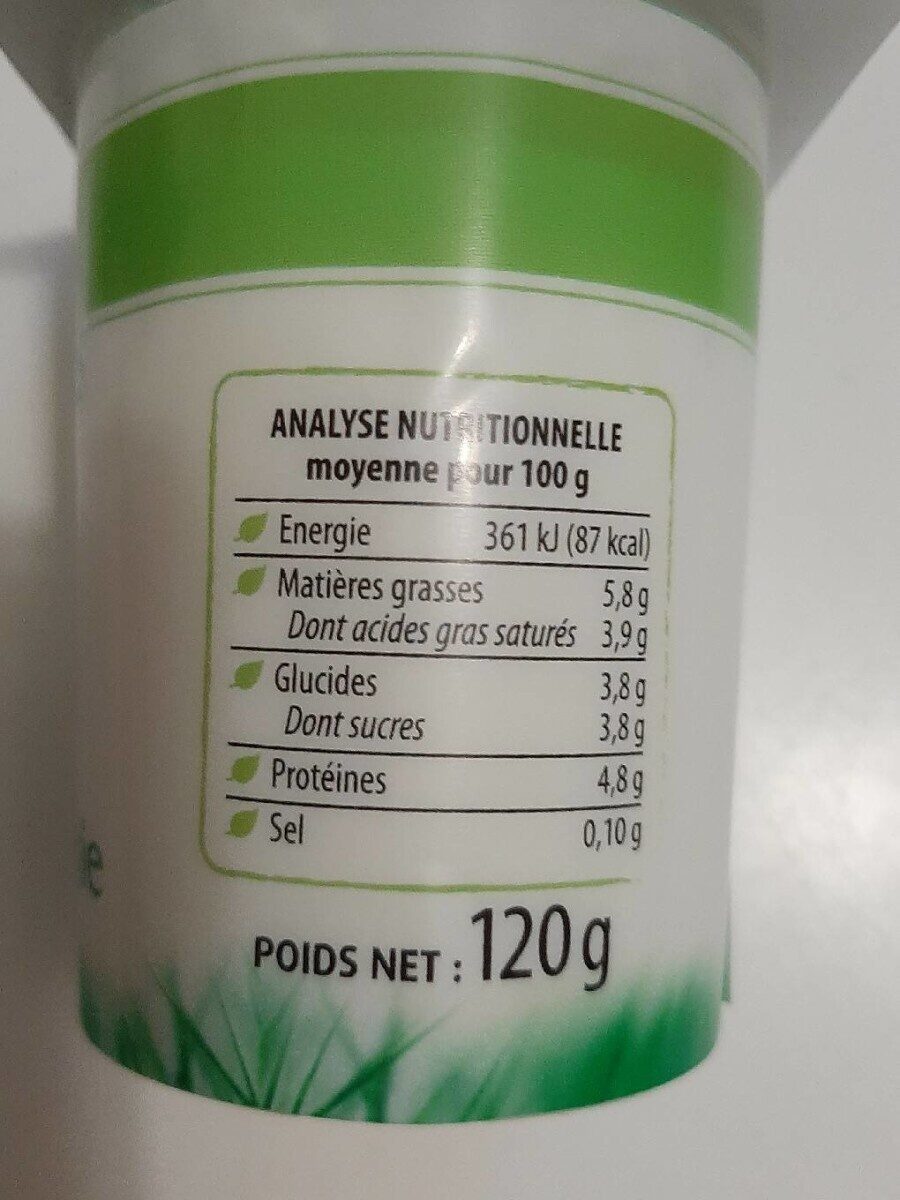 ANALYSE NUTRITIONNELLE
moyenne pour 100 g
Energie 361 kJ (87 kcal)
Matières grasses 5,8 g
Dont acides gras saturés 3,9 g
Glucides 3,8 g
Dont sucres 3,8 g
Protéines 4,8 g
Sel 0,10 g
POIDS NET : 120 g